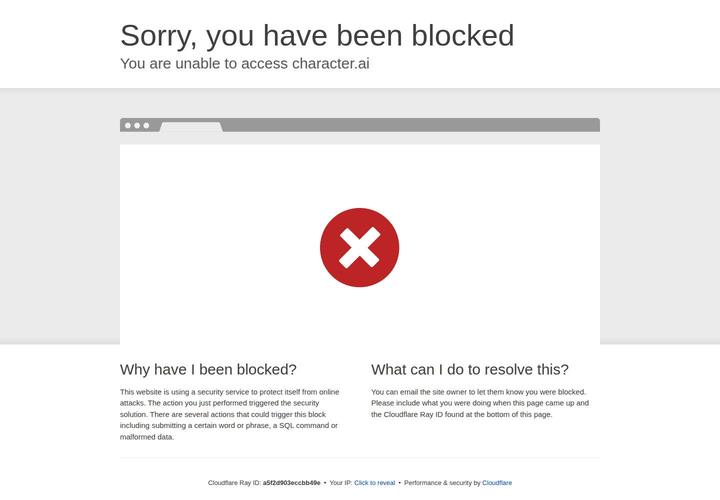 Sorry, you have been blocked
You are unable to access character.ai
Why have I been blocked?
This website is using a security service to protect itself from online
attacks. The action you just performed triggered the security
solution. There are several actions that could trigger this block
including submitting a certain word or phrase, a SQL command or
malformed data.
What can I do to resolve this?
You can email the site owner to let them know you were blocked.
Please include what you were doing when this page came up and
the Cloudflare Ray ID found at the bottom of this page.
Cloudflare Ray ID: a5f2d903eccbb49e • Your IP: Click to reveal • Performance & security by Cloudflare